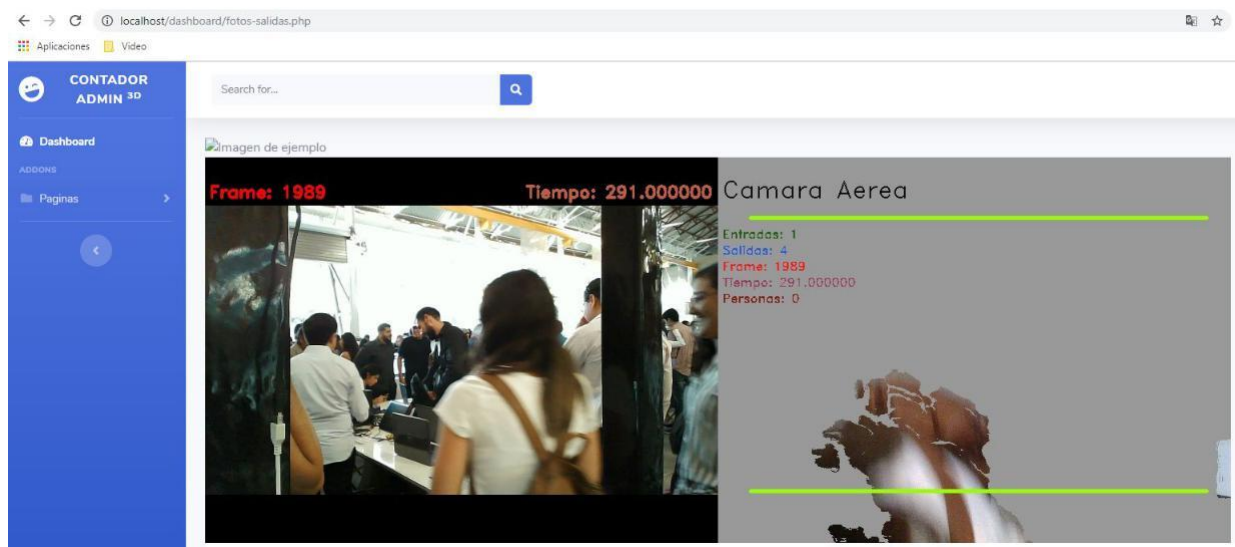 localhost/dashboard/fotos-salidas.php
Aplicaciones Video
CONTADOR
ADMIN 3D
Search for...
Dashboard
ADDONS
Paginas
Imagen de ejemplo
Frame: 1989 Tiempo: 291.000000
Camara Aerea
Entradas: 1
Salidas: 4
Frame: 1989
Tiempo: 291.000000
Personas: 0